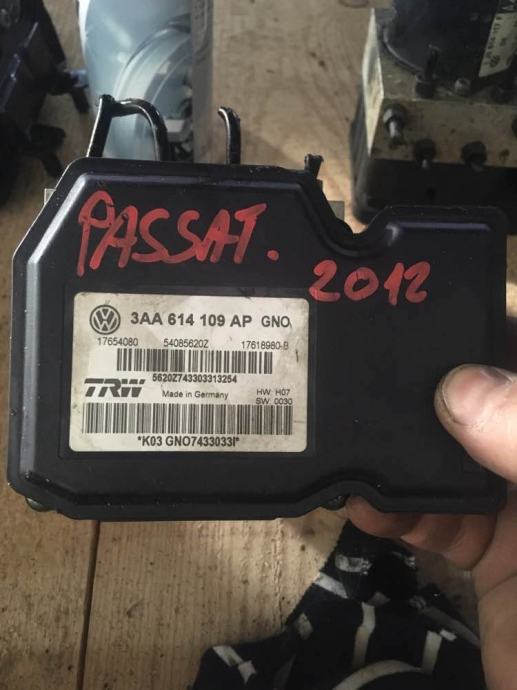 PASSAT.
2012
3AA 614 109 AP GNO
17654080 54085620Z 17618980-B
5620Z743303313254
TRW Made in Germany HW: H07
SW: 0030
*K03 GNO7433033I*